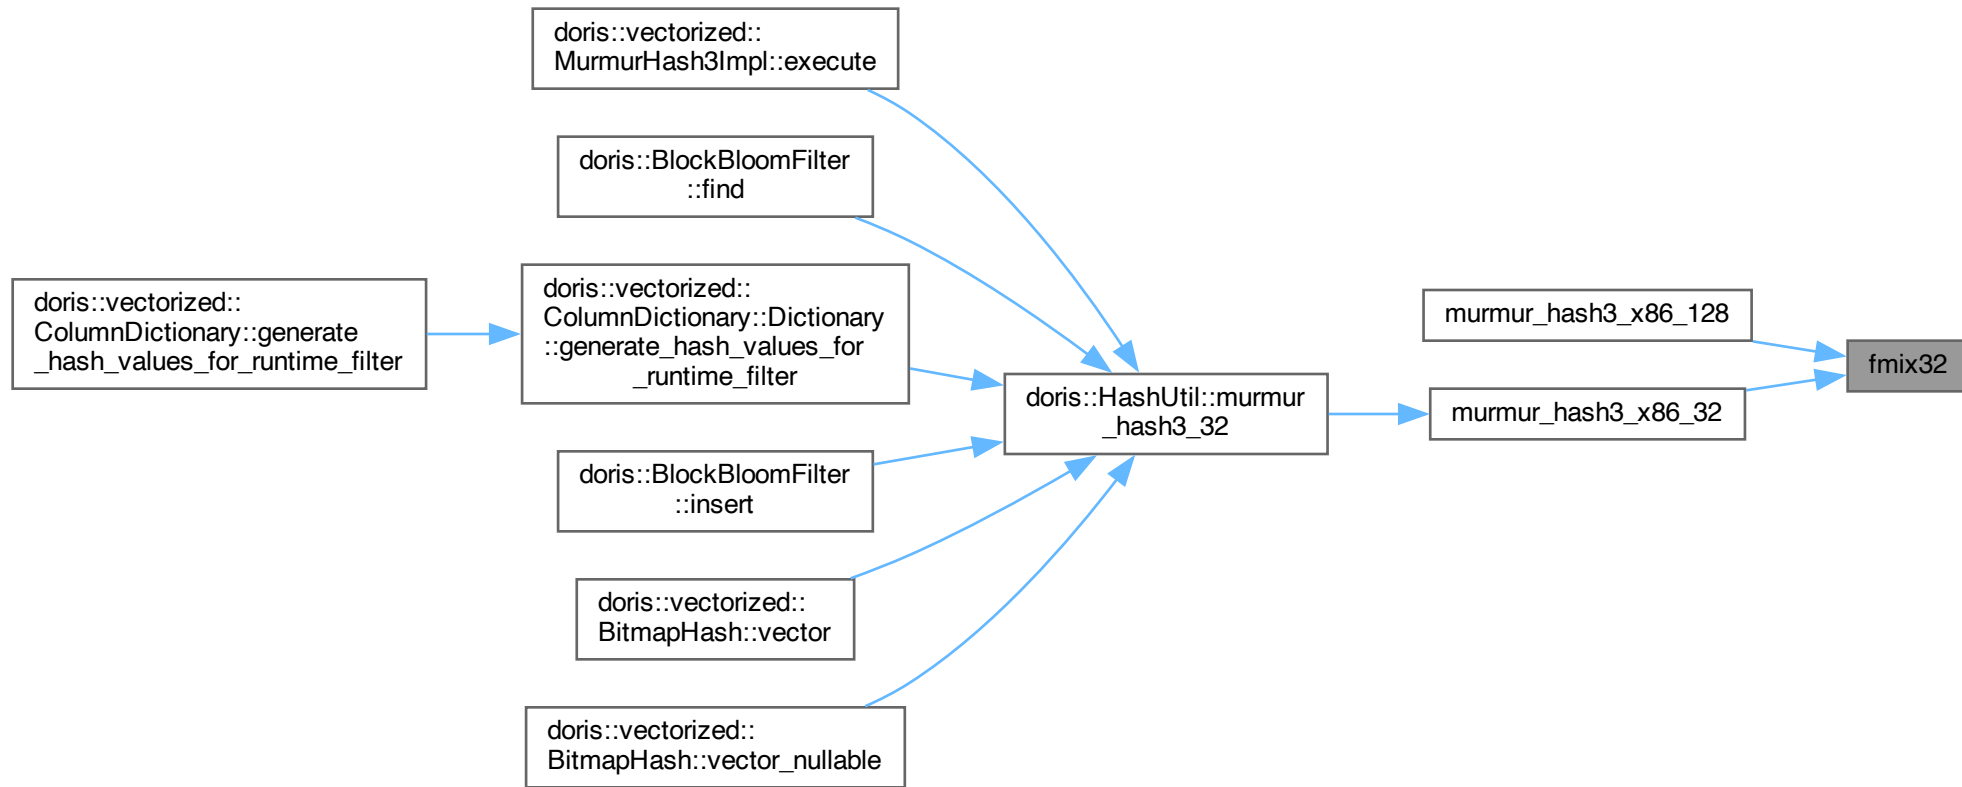 doris::vectorized::
MurmurHash3Impl::execute
doris::BlockBloomFilter
::find
doris::vectorized::
ColumnDictionary::generate
_hash_values_for_runtime_filter
doris::vectorized::
ColumnDictionary::Dictionary
::generate_hash_values_for
_runtime_filter
doris::BlockBloomFilter
::insert
doris::vectorized::
BitmapHash::vector
doris::vectorized::
BitmapHash::vector_nullable
doris::HashUtil::murmur
_hash3_32
murmur_hash3_x86_128
murmur_hash3_x86_32
fmix32